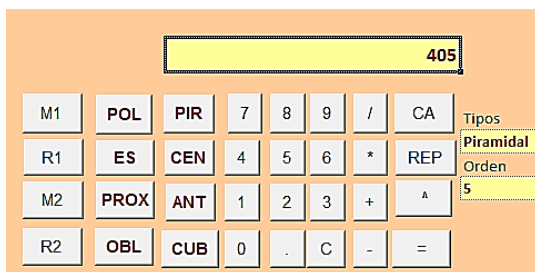 405
M1 POL PIR 7 8 9 / CA
Tipos
Piramidal
R1 ES CEN 4 5 6 * REP
Orden
5
M2 PROX ANT 1 2 3 + ^
R2 OBL CUB 0 . C - =